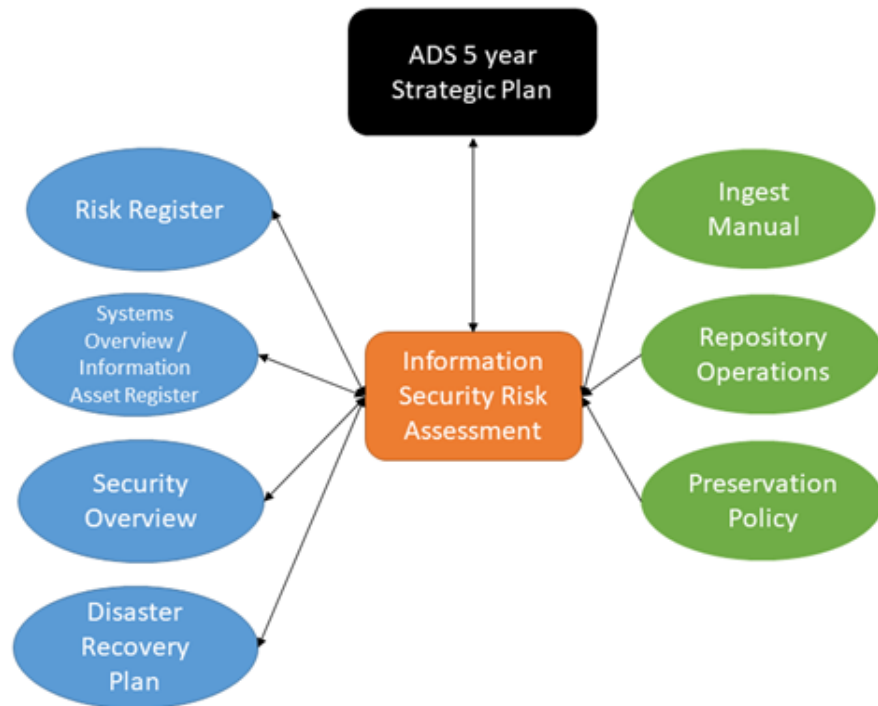 ADS 5 year
Strategic Plan
Risk Register
Systems
Overview /
Information
Asset Register
Security
Overview
Disaster
Recovery
Plan
Information
Security Risk
Assessment
Ingest
Manual
Repository
Operations
Preservation
Policy